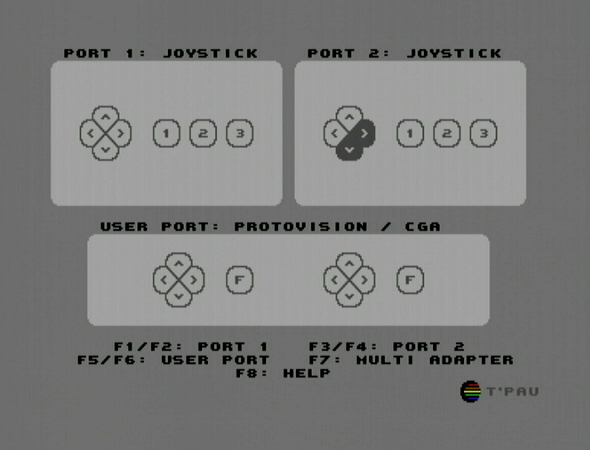 PORT 1: JOYSTICK PORT 2: JOYSTICK
1 2 3 1 2 3
USER PORT: PROTOVISION / CGA
F F
F1/F2: PORT 1 F3/F4: PORT 2
F5/F6: USER PORT F7: MULTI ADAPTER
F8: HELP
T'PAU